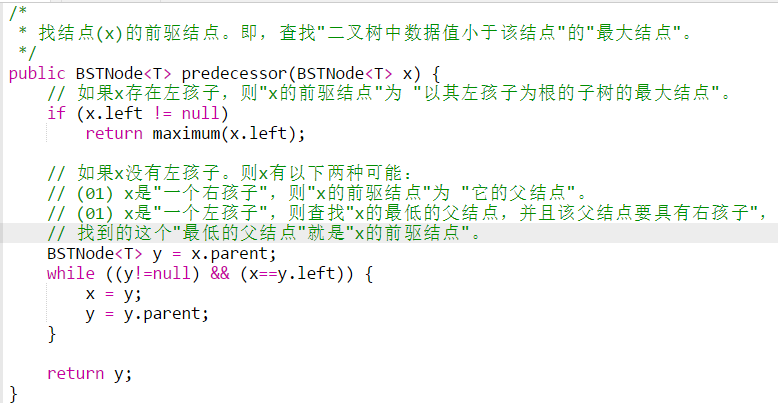 /*
 * 找结点(x)的前驱结点。即，查找"二叉树中数据值小于该结点"的"最大结点"。
 */
public BSTNode<T> predecessor(BSTNode<T> x) {
    // 如果x存在左孩子，则"x的前驱结点"为 "以其左孩子为根的子树的最大结点"。
    if (x.left != null)
        return maximum(x.left);

    // 如果x没有左孩子。则x有以下两种可能：
    // (01) x是"一个右孩子"，则"x的前驱结点"为 "它的父结点"。
    // (01) x是"一个左孩子"，则查找"x的最低的父结点，并且该父结点要具有右孩子"，
    // 找到的这个"最低的父结点"就是"x的前驱结点"。
    BSTNode<T> y = x.parent;
    while ((y!=null) && (x==y.left)) {
        x = y;
        y = y.parent;
    }

    return y;
}